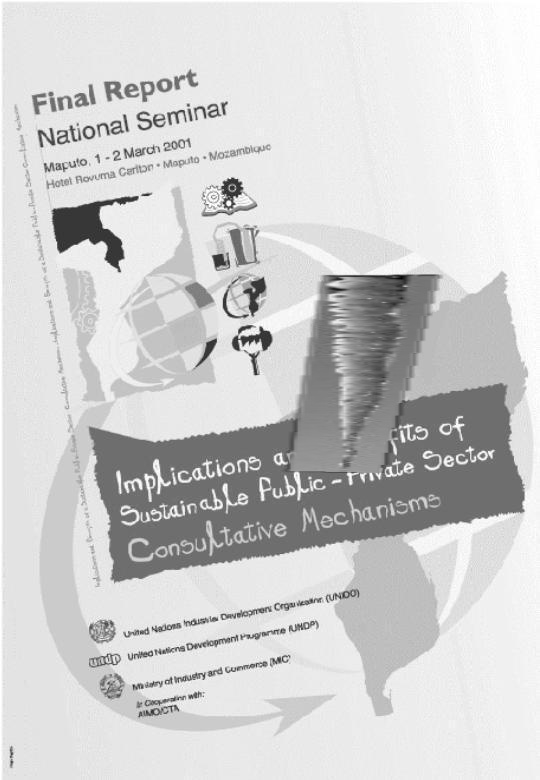 Final Report
National Seminar
Maputo, 1 - 2 March 2001
Hotel Rovuma Carlton • Maputo • Mozambique
Implications a fits of
Sustainable Public - Private Sector
Consultative Mechanisms
United Nations Industrial Development Organization (UNIDO)
undp United Nations Development Programme (UNDP)
Ministry of Industry and Commerce (MIC)
In Cooperation with:
AIMO/CTA